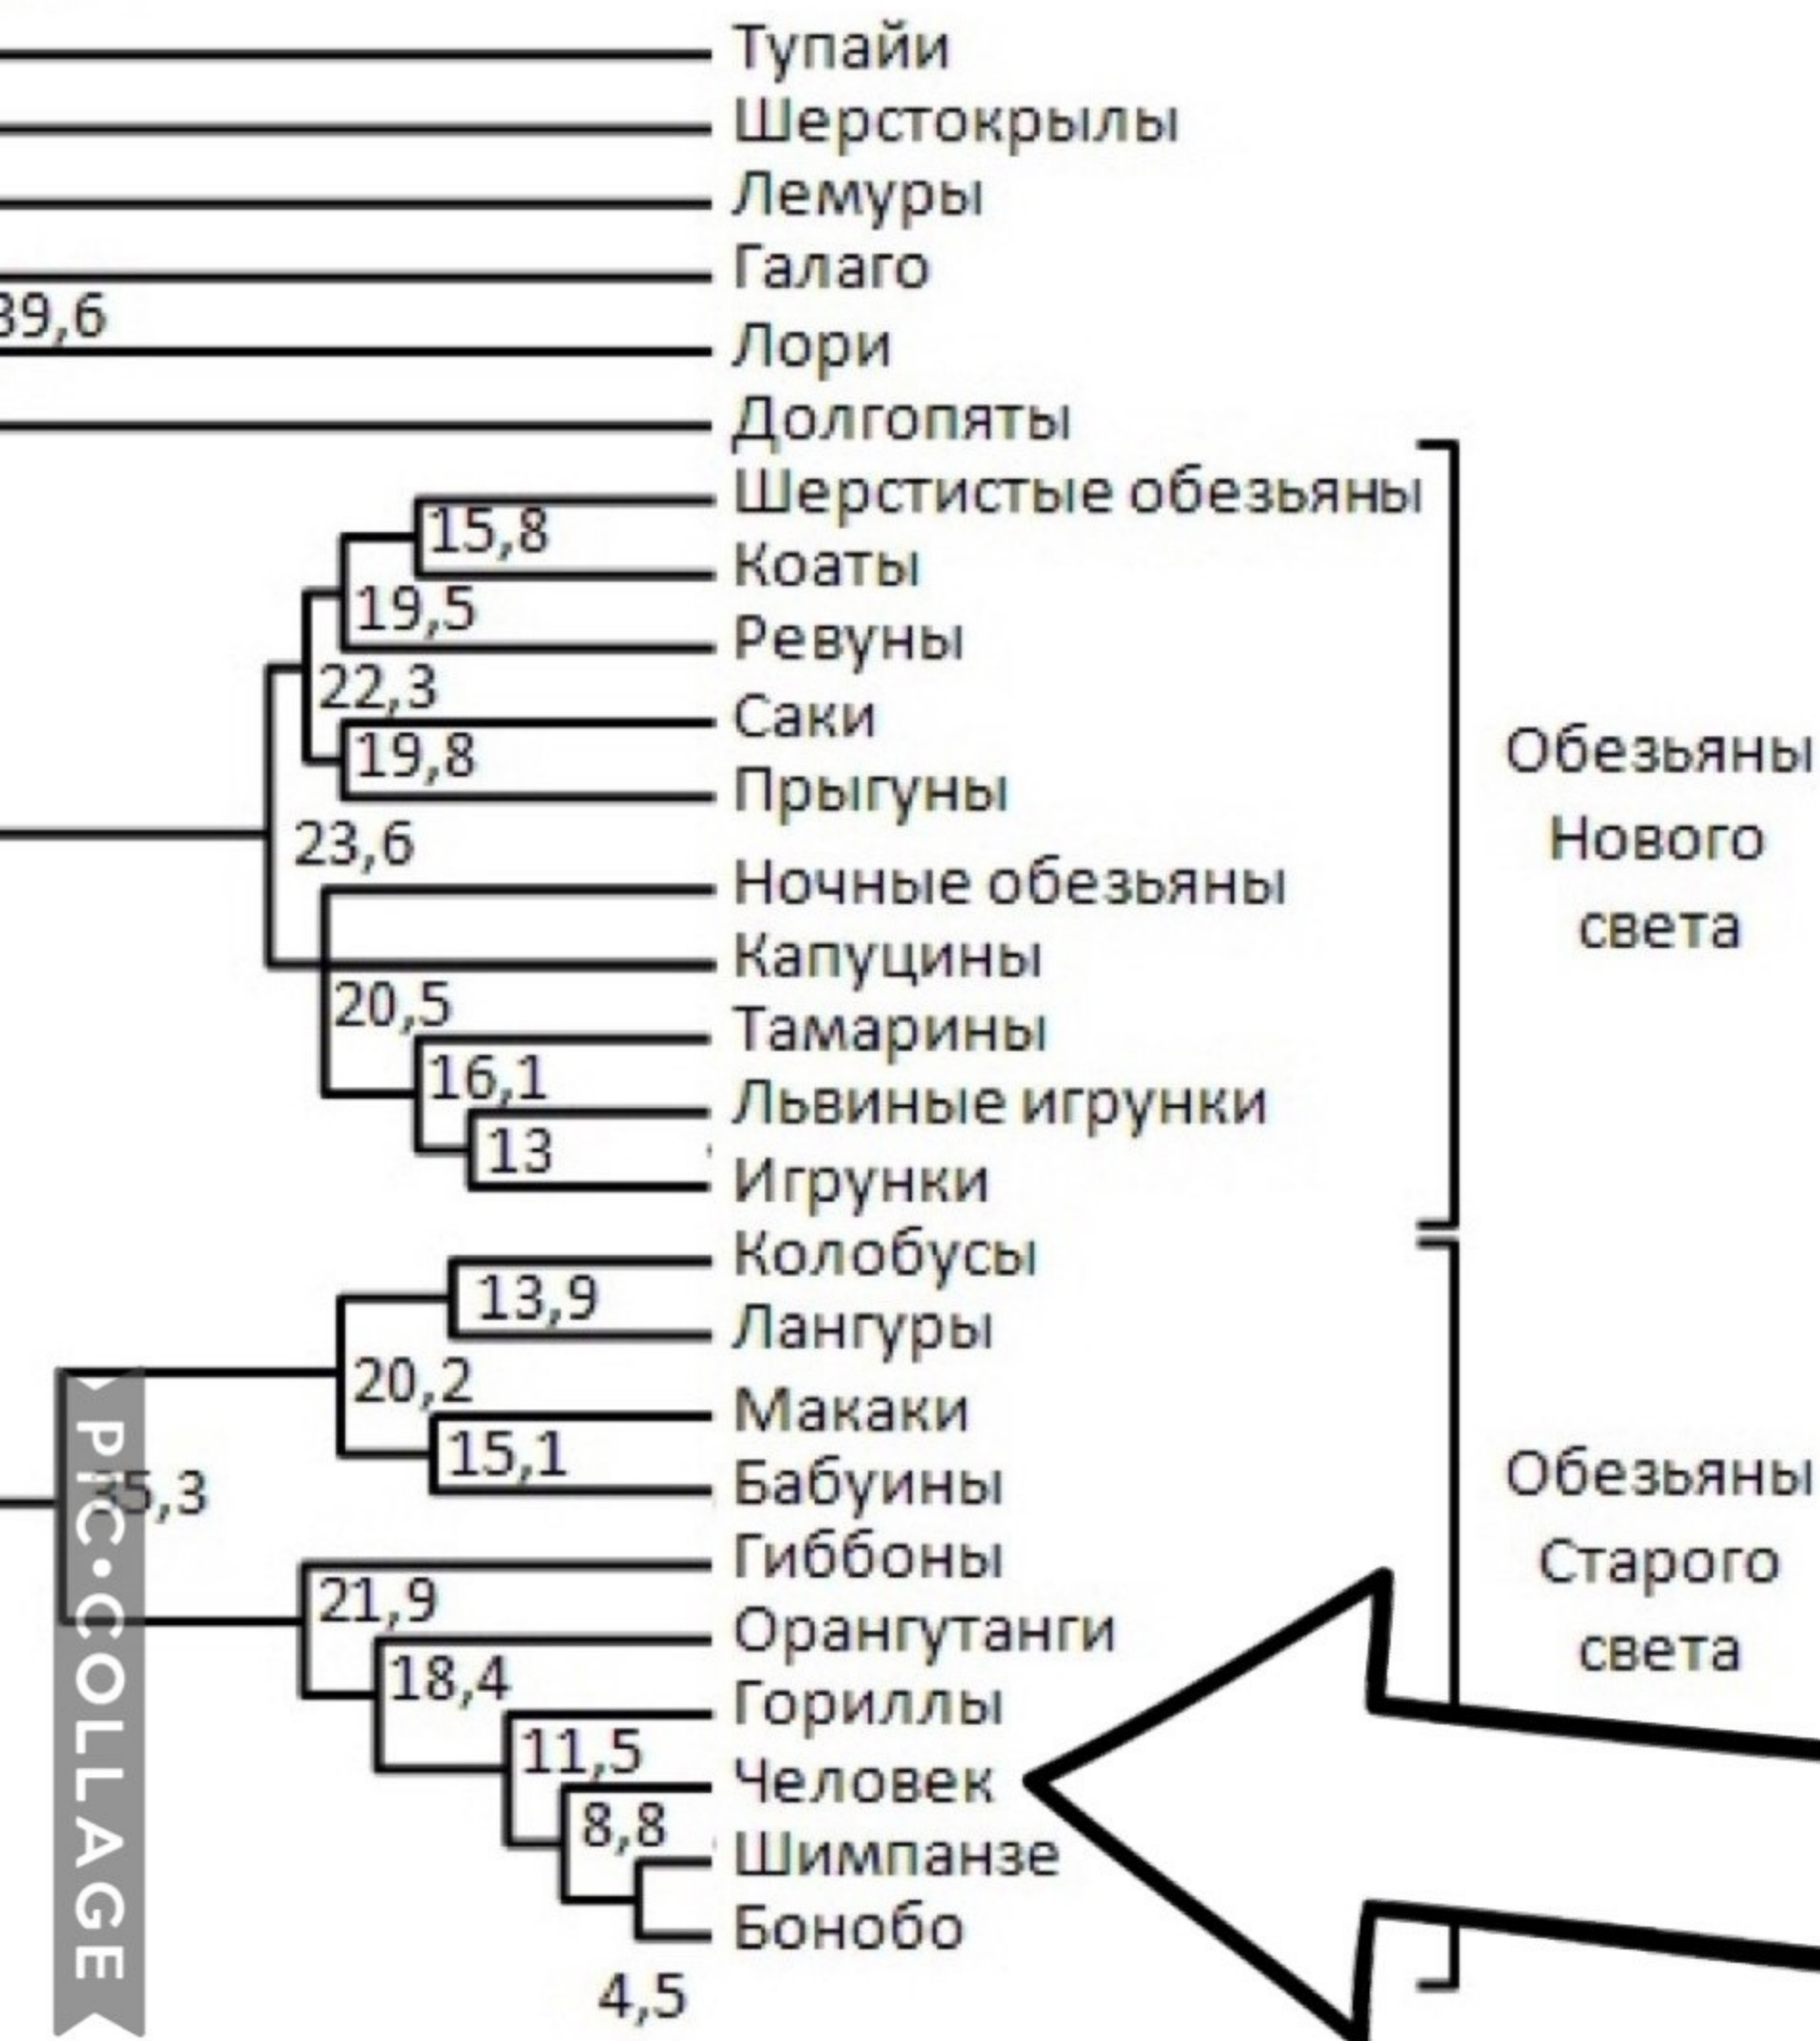 Тупайи
Шерстокрылы
Лемуры
Галаго
39,6
Лори
Долгопяты
Шерстистые обезьяны
15,8
Коаты
19,5
Ревуны
22,3
Саки
19,8
Прыгуны
Обезьяны
Нового
света
23,6
Ночные обезьяны
Капуцины
20,5
Тамарины
16,1
Львиные игрунки
13
Игрунки
Колобусы
13,9
Лангуры
20,2
Макаки
15,1
Бабуины
35,3
Обезьяны
Старого
света
Гиббоны
21,9
Орангутанги
18,4
Гориллы
11,5
Человек
8,8
Шимпанзе
Бонобо
4,5
PIC•COLLAGE